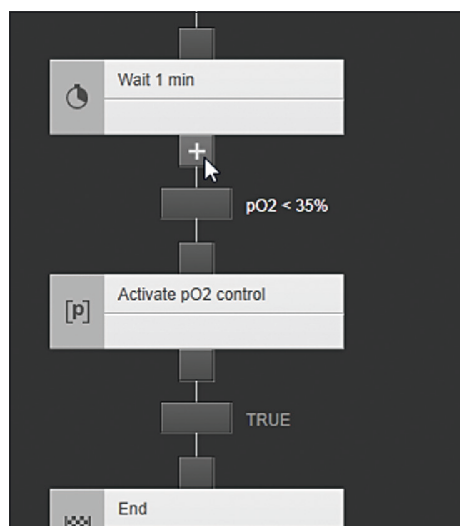 Wait 1 min
+
pO2 < 35%
[p]
Activate pO2 control
TRUE
End